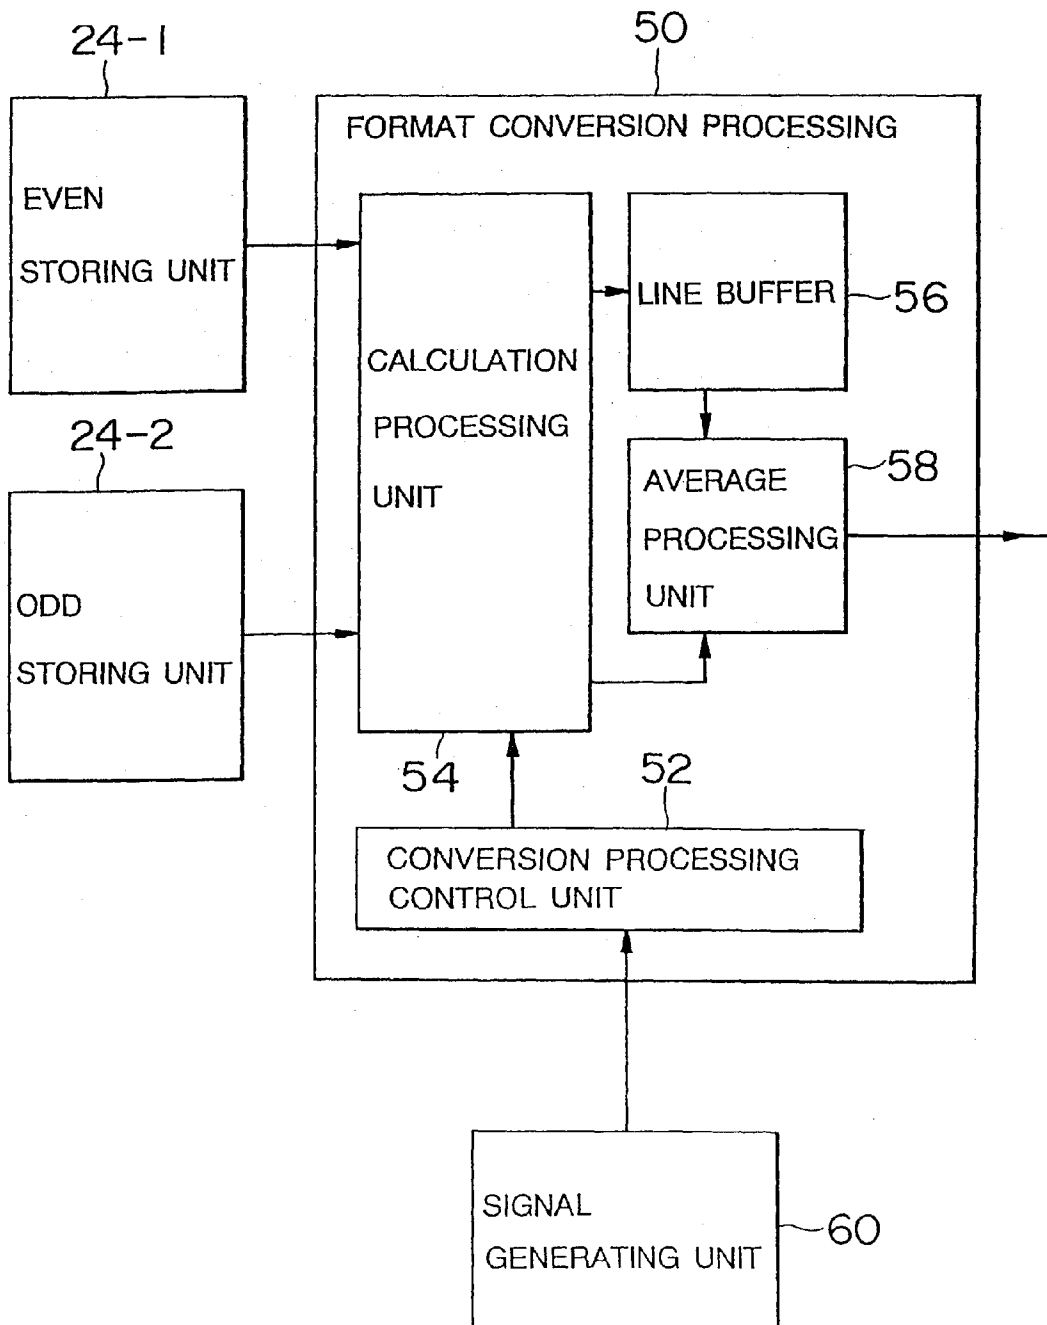 24-1
50
FORMAT CONVERSION PROCESSING
EVEN
STORING UNIT
CALCULATION
PROCESSING
UNIT
LINE BUFFER
56
24-2
AVERAGE
PROCESSING
UNIT
58
ODD
STORING UNIT
54
52
CONVERSION PROCESSING
CONTROL UNIT
SIGNAL
GENERATING UNIT
60